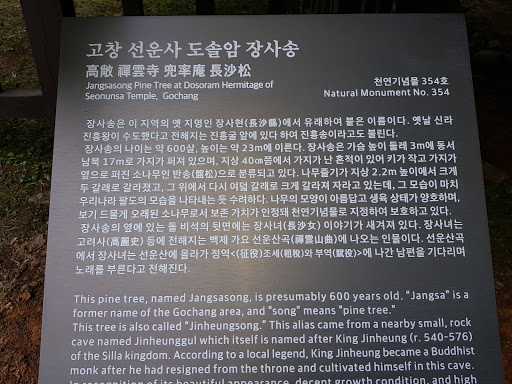 고창 선운사 도솔암 장사송
高敞 禪雲寺 兜率庵 長沙松
Jangsasong Pine Tree at Dosoram Hermitage of
Seonunsa Temple, Gochang
천연기념물 354호
Natural Monument No. 354
장사송은 이 지역의 옛 지명인 장사현(長沙縣)에서 유래하여 붙은 이름이다. 옛날 신라
진흥왕이 수도했다고 전해지는 진흥굴 앞에 있다 하여 진흥송이라고도 불린다.
장사송의 나이는 약 600살, 높이는 약 23m에 이른다. 장사송은 가슴 높이 둘레 3m에 동서
남북 17m로 가지가 퍼져 있으며, 지상 40㎝쯤에서 가지가 난 흔적이 있어 키가 작고 가지가
옆으로 퍼진 소나무인 반송(盤松)으로 분류되고 있다. 나무줄기가 지상 2.2m 높이에서 크게
두 갈래로 갈라졌고, 그 위에서 다시 여덟 갈래로 크게 갈라져 자라고 있는데, 그 모습이 마치
우리나라 팔도의 모습을 나타내는 듯 수려하다. 나무의 모양이 아름답고 생육 상태가 양호하며,
보기 드물게 오래된 소나무로서 보존 가치가 인정돼 천연기념물로 지정하여 보호하고 있다.
장사송의 옆에 있는 둘 비석의 뒷면에는 장사녀(長沙女) 이야기가 새겨져 있다. 장사녀는
고려사(高麗史) 등에 전해지는 백제 가요 선운산곡(禪雲山曲)에 나오는 인물이다. 선운산곡
에서 장사녀는 선운산에 올라가 정역<(征役)조세(租稅)와 부역(賦役)>에 나간 남편을 기다리며
노래를 부른다고 전해진다.
This pine tree, named Jangsasong, is presumably 600 years old. “Jangsa” is a
former name of the Gochang area, and “song” means “pine tree.”
This tree is also called “Jinheungsong.” This alias came from a nearby small, rock
cave named Jinheunggul which itself is named after King Jinheung (r. 540-576)
of the Silla kingdom. According to a local legend, King Jinheung became a Buddhist
monk after he had resigned from the throne and cultivated himself in this cave.
In recognition of its beautiful appearance, decent growth condition, and high